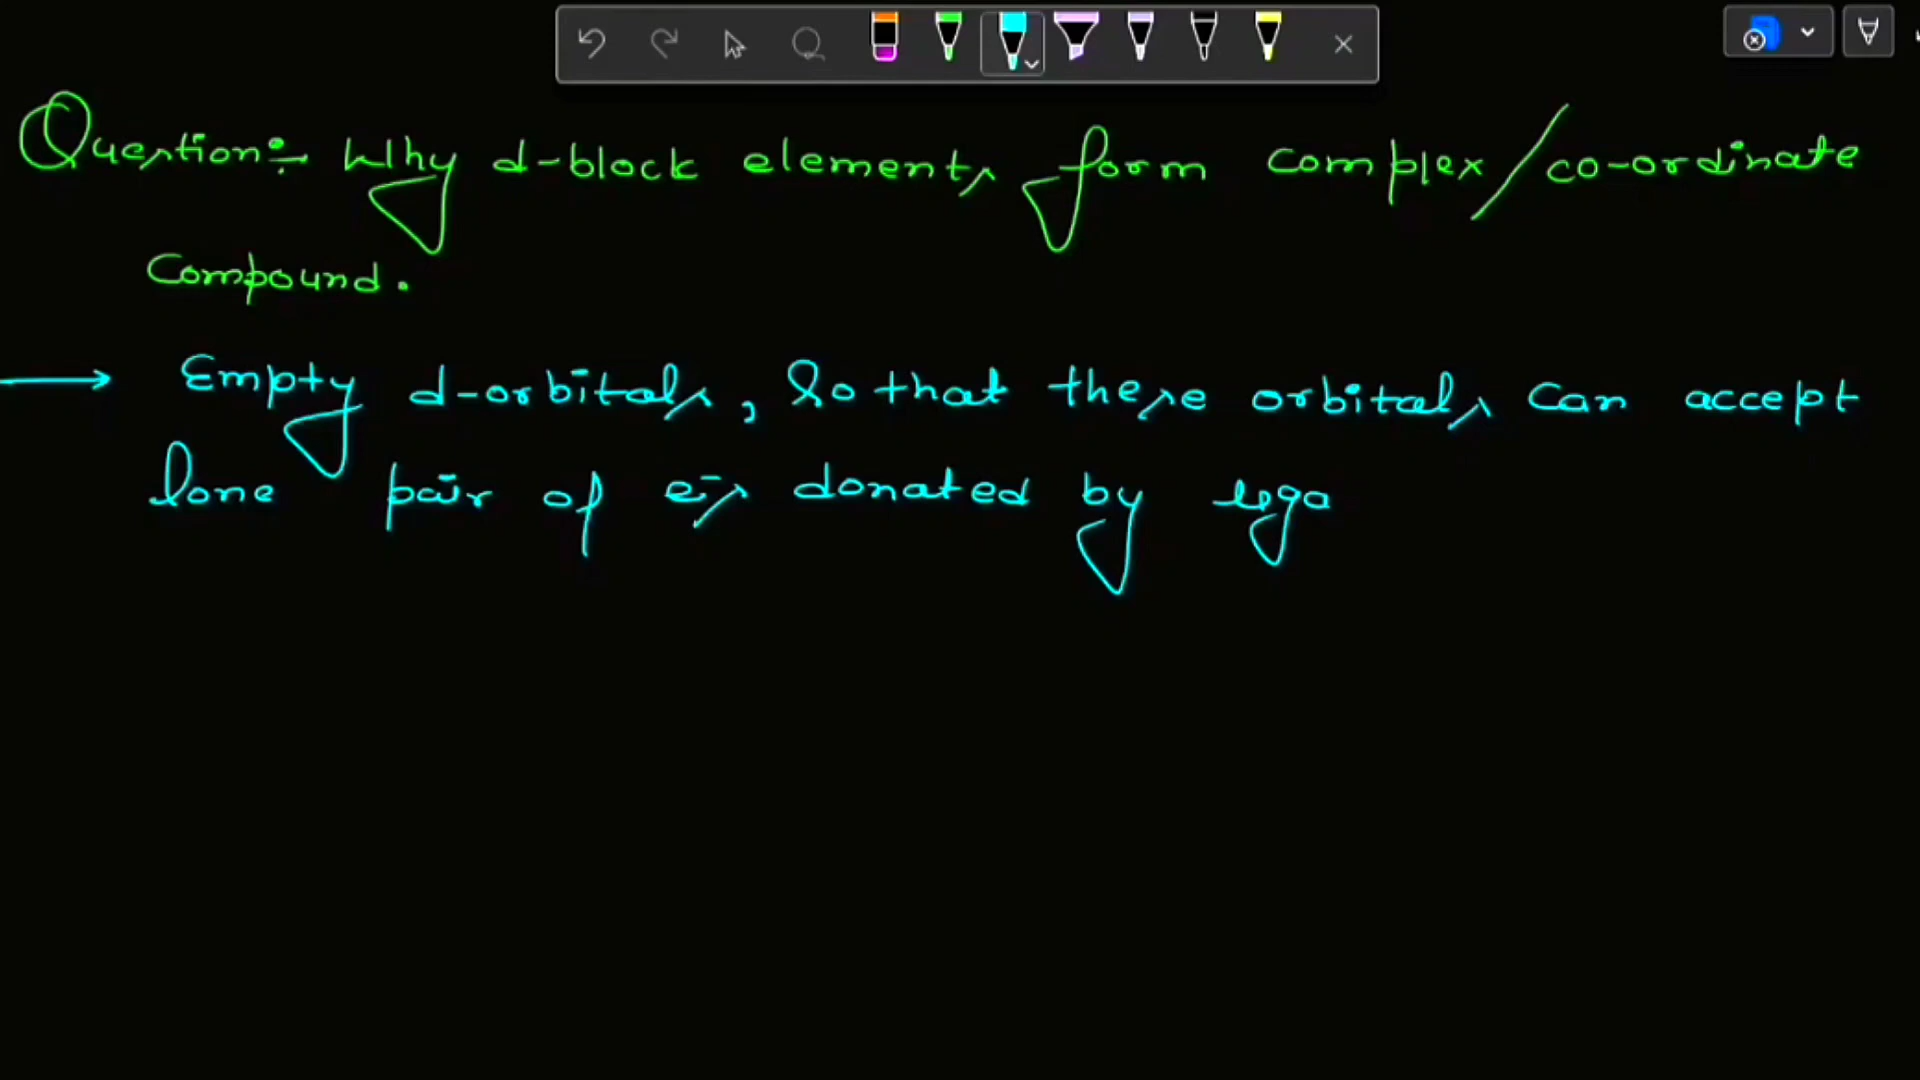 Question:- Why d-block elements form complex/co-ordinate
Compound.
→ Empty d-orbitals, So that these orbitals can accept
lone pair of e⁻s donated by liga